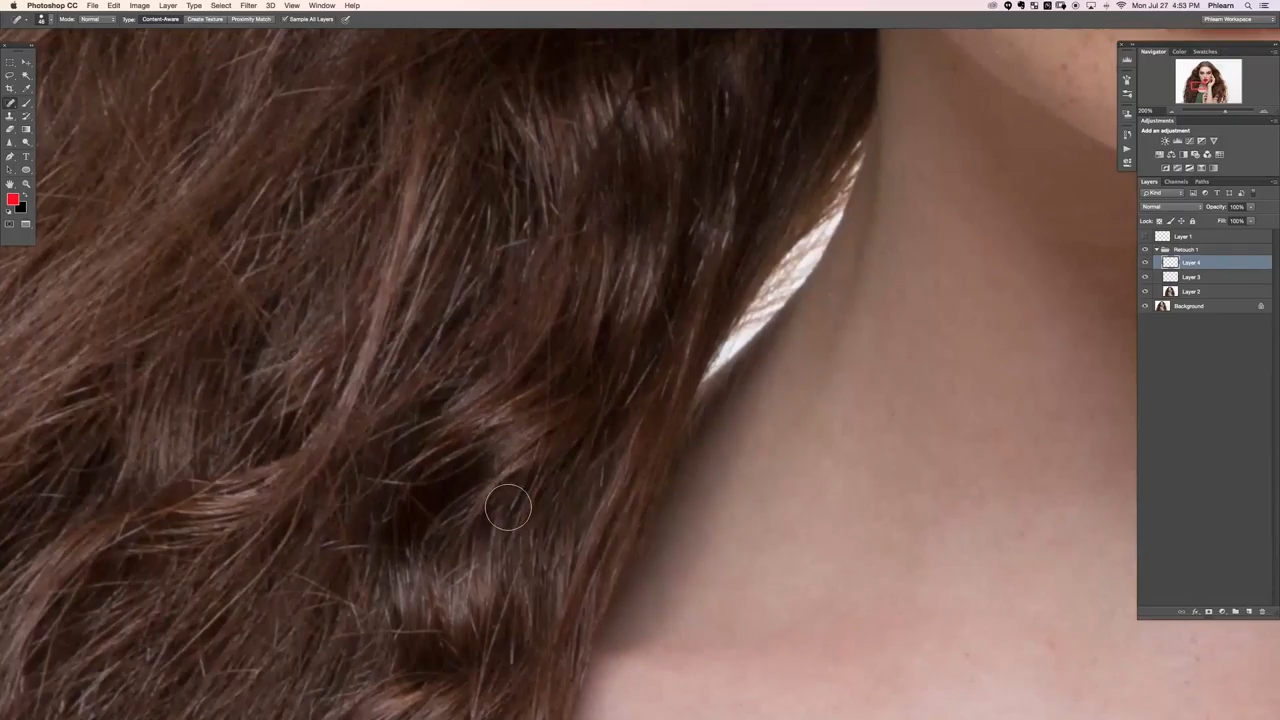 Photoshop CC File Edit Image Layer Type Select Filter 3D View Window Help Mon Jul 27 4:53 PM Phlearn
46 Mode: Normal Type: Content-Aware Create Texture Proximity Match Sample All Layers Phlearn Workspace
Navigator Color Swatches
200%
Adjustments
Add an adjustment
Layers Channels Paths
Kind
Normal Opacity: 100%
Lock: Fill: 100%
Layer 1
Retouch 1
Layer 4
Layer 3
Layer 2
Background